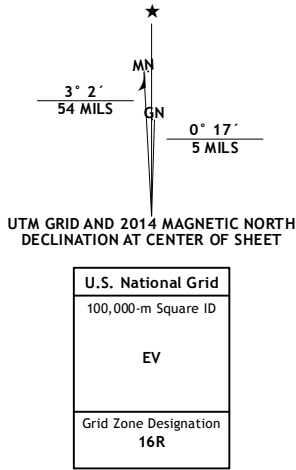 ★
MN
3° 2´
54 MILS
GN
0° 17´
5 MILS
UTM GRID AND 2014 MAGNETIC NORTH
DECLINATION AT CENTER OF SHEET
U.S. National Grid
100,000-m Square ID
EV
Grid Zone Designation
16R